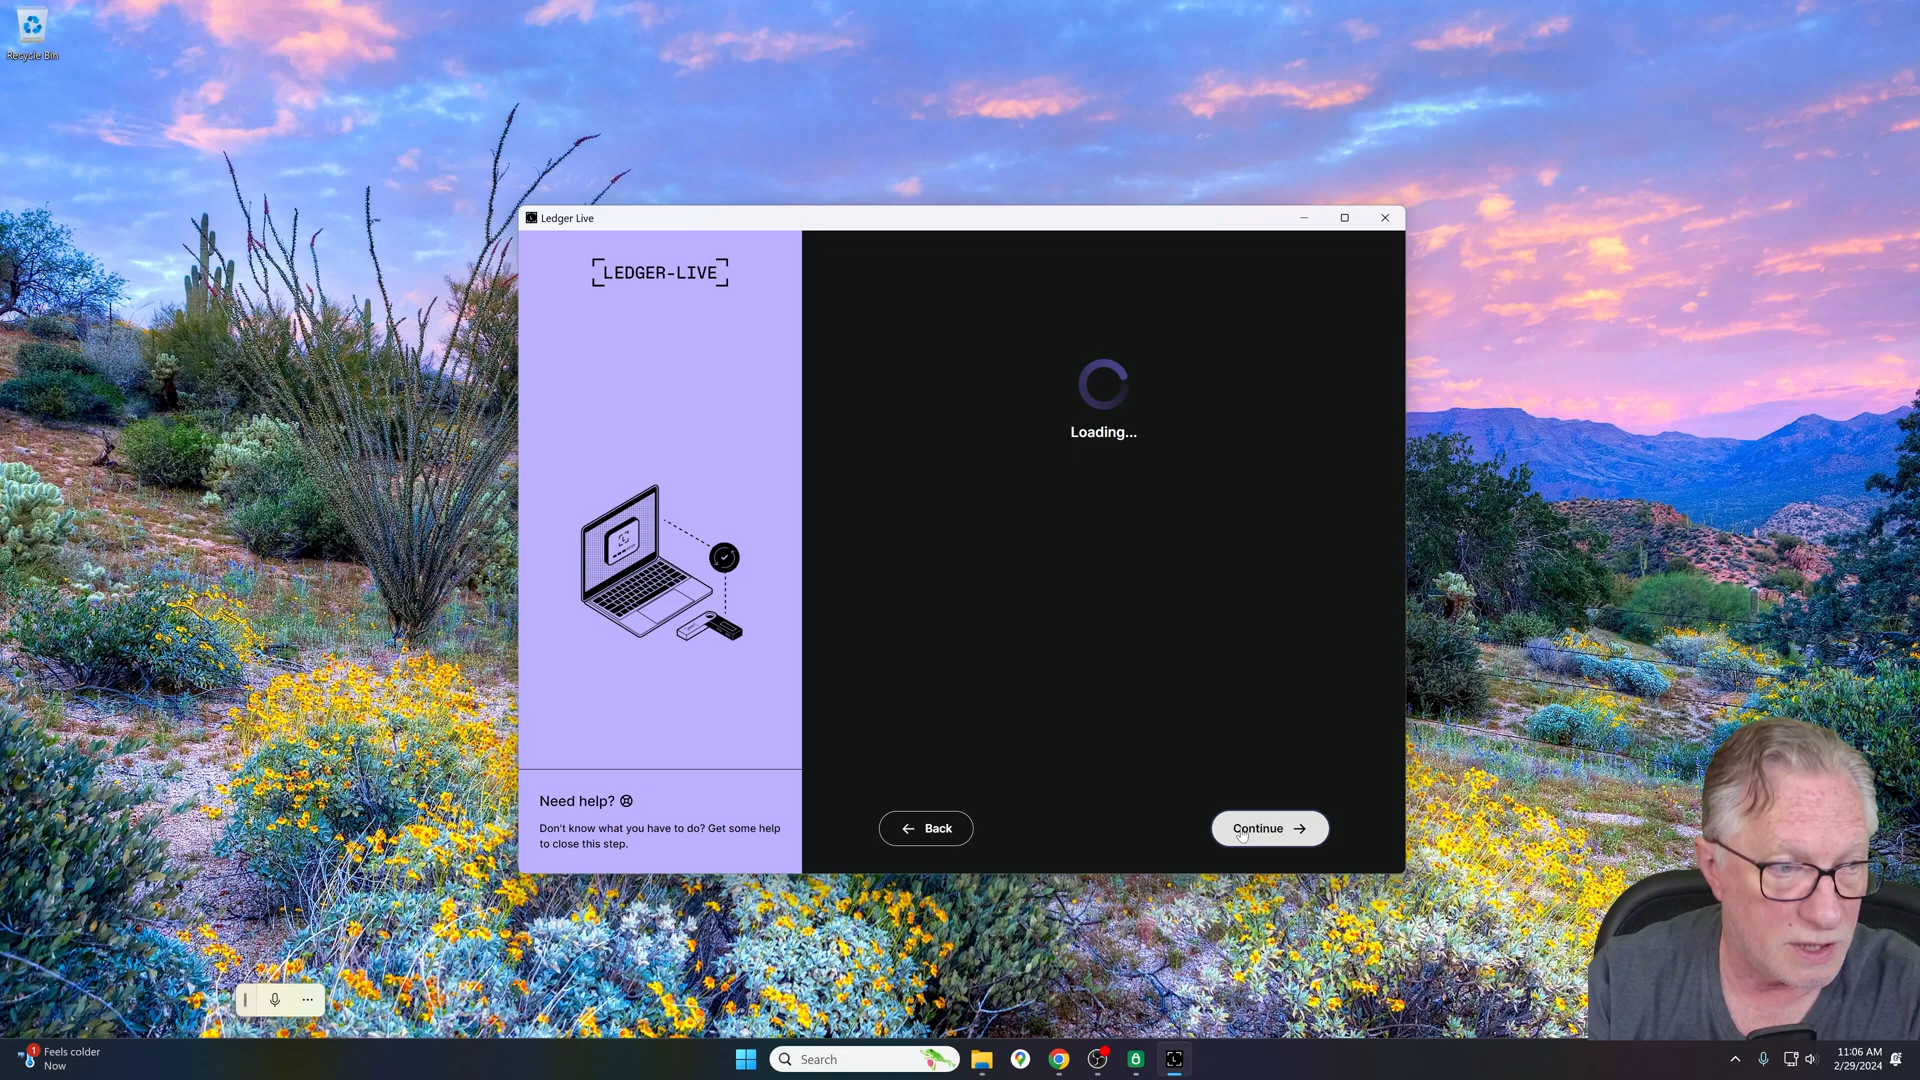 Recycle Bin
Ledger Live
LEDGER-LIVE
Loading...
Need help?
Don't know what you have to do? Get some help
to close this step.
Back
Continue
1
Feels colder
Now
Search
11:06 AM
2/29/2024